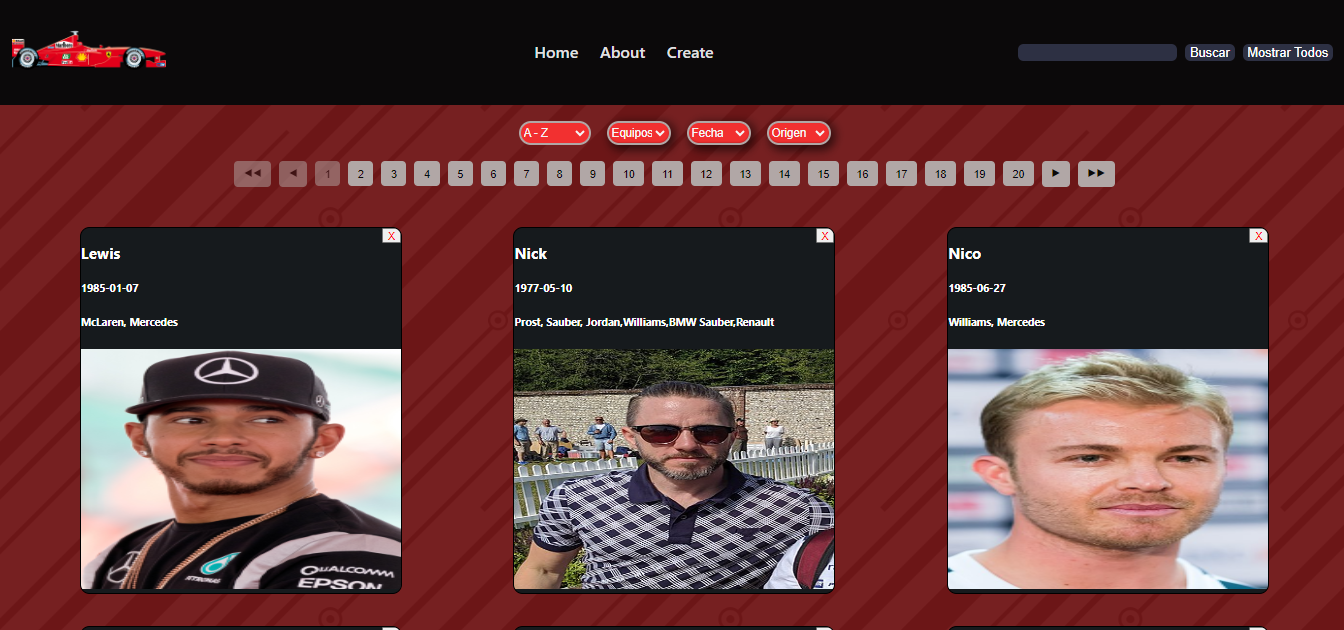 Home About Create Buscar Mostrar Todos
A - Z Equipos Fecha Origen
◄◄ ◄ 1 2 3 4 5 6 7 8 9 10 11 12 13 14 15 16 17 18 19 20 ► ►►
X
Lewis
1985-01-07
McLaren, Mercedes
QUALCOMM
PETRONAS
EPSON
X
Nick
1977-05-10
Prost, Sauber, Jordan,Williams,BMW Sauber,Renault
X
Nico
1985-06-27
Williams, Mercedes